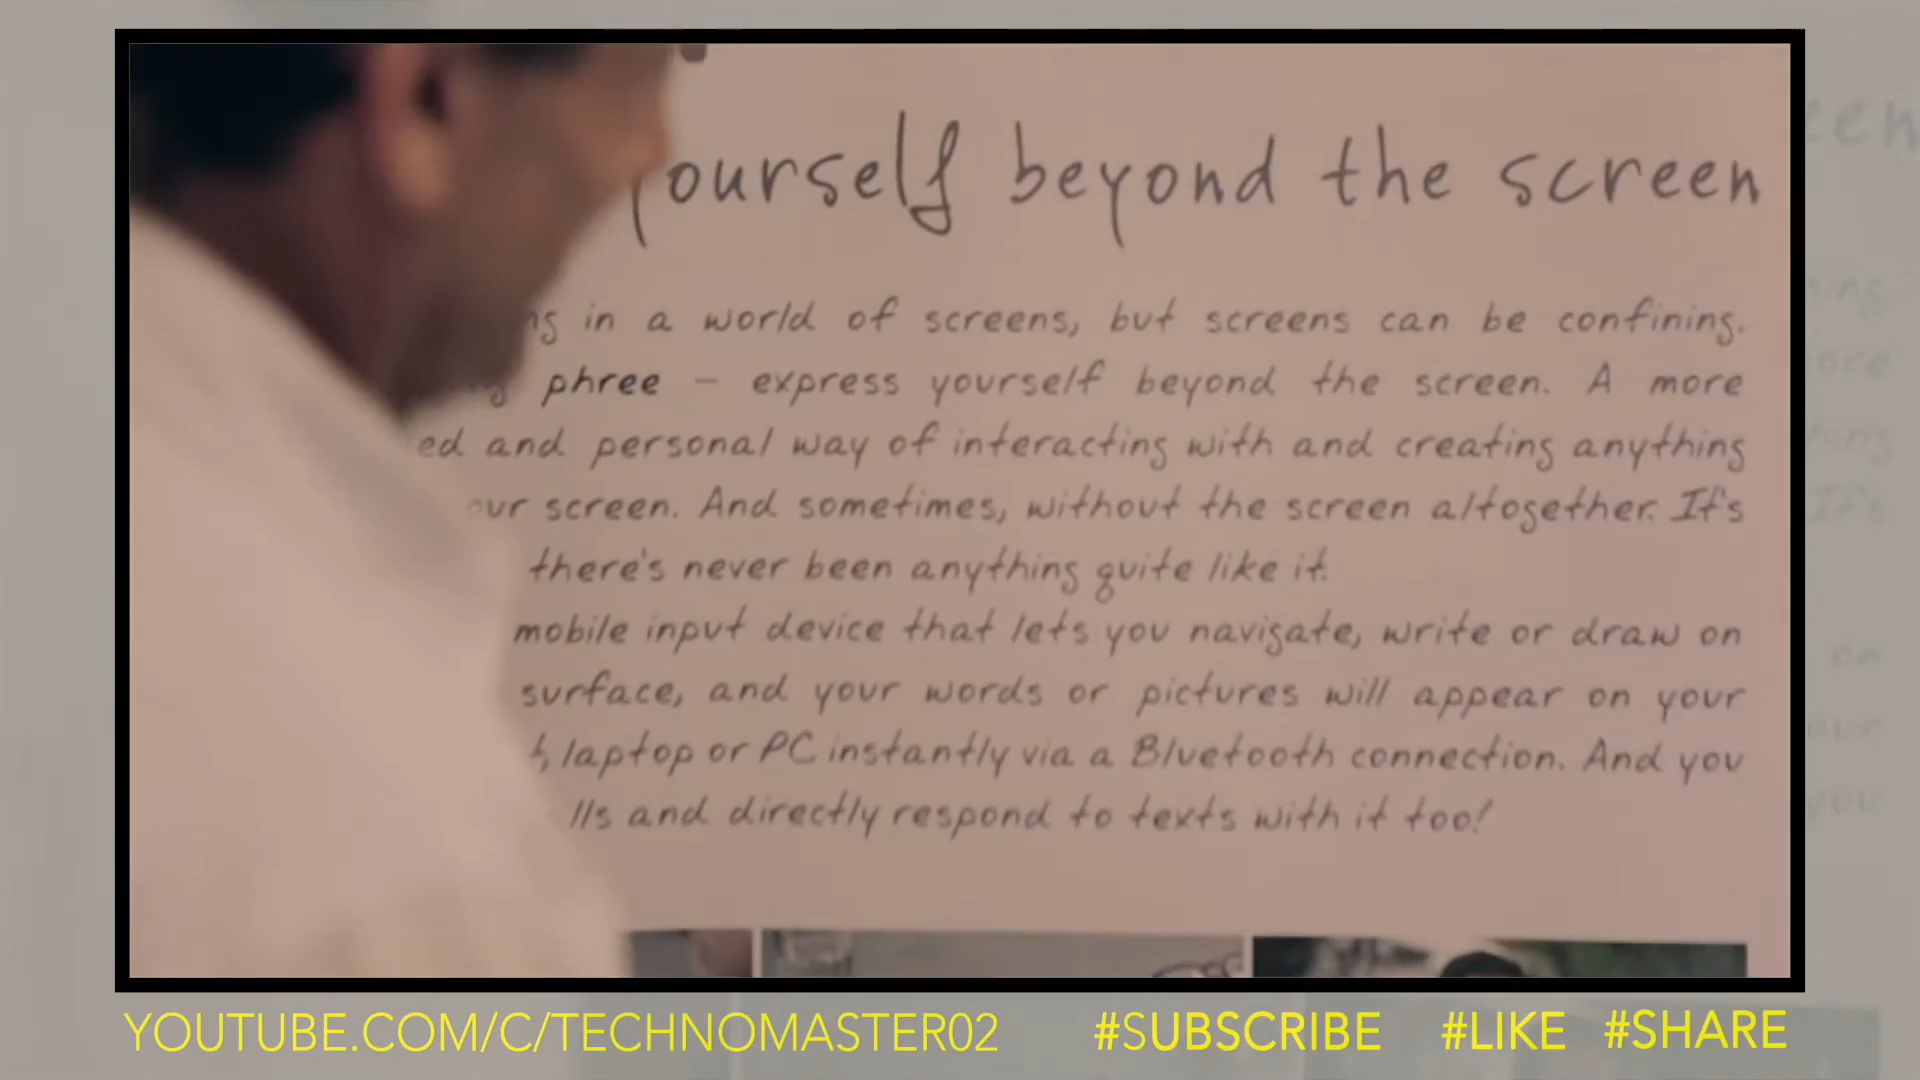 yourself beyond the screen
in a world of screens, but screens can be confining.
phree – express yourself beyond the screen. A more
and personal way of interacting with and creating anything
screen. And sometimes, without the screen altogether. It's
there's never been anything quite like it.
mobile input device that lets you navigate, write or draw on
surface, and your words or pictures will appear on your
laptop or PC instantly via a Bluetooth connection. And you
and directly respond to texts with it too!
YOUTUBE.COM/C/TECHNOMASTER02 #SUBSCRIBE #LIKE #SHARE